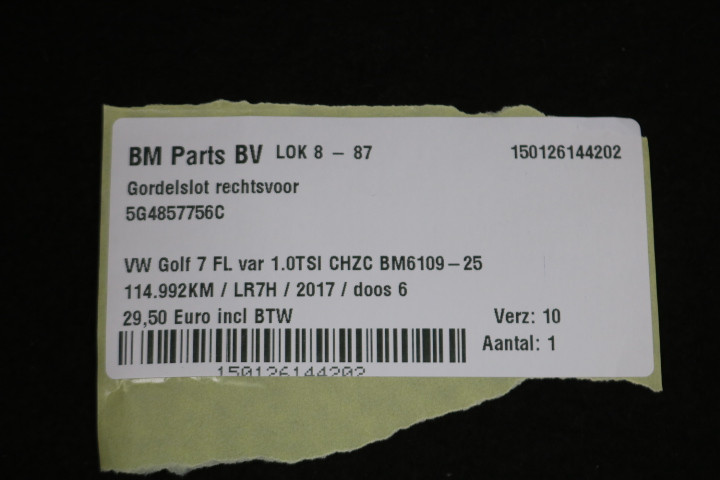 BM Parts BV LOK 8 - 87 150126144202
Gordelslot rechtsvoor
5G4857756C
VW Golf 7 FL var 1.0TSI CHZC BM6109-25
114.992KM / LR7H / 2017 / doos 6
29,50 Euro incl BTW Verz: 10
Aantal: 1
150126144202